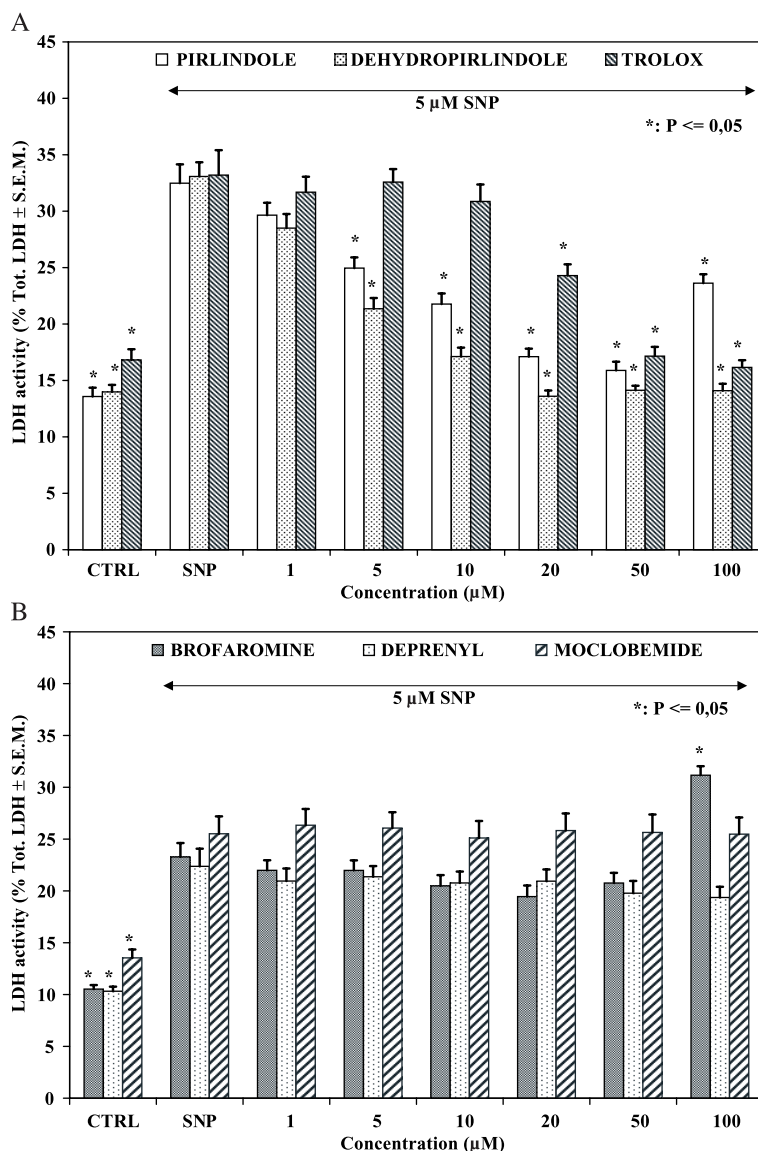 A
45
40
35
30
25
20
15
10
5
0
LDH activity (% Tot. LDH ± S.E.M.)
PIRLINDOLE DEHYDROPIRLINDOLE TROLOX
5 µM SNP
*: P <= 0,05
* * *
* *
* *
* * *
* * *
* * *
CTRL SNP 1 5 10 20 50 100
Concentration (µM)
B
45
40
35
30
25
20
15
10
5
0
LDH activity (% Tot. LDH ± S.E.M.)
BROFAROMINE DEPRENYL MOCLOBEMIDE
5 µM SNP
*: P <= 0,05
* * *
*
CTRL SNP 1 5 10 20 50 100
Concentration (µM)